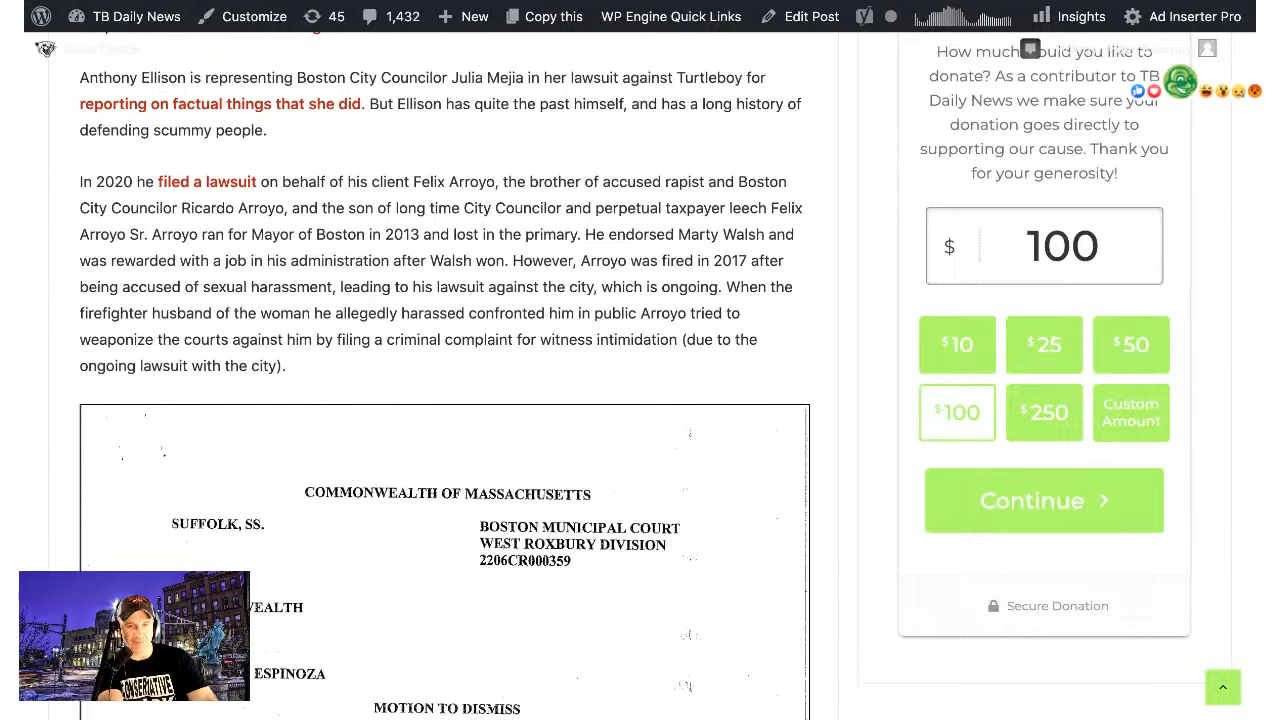 TB Daily News Customize 45 1,432 New Copy this WP Engine Quick Links Edit Post Insights Ad Inserter Pro
Anthony Ellison is representing Boston City Councilor Julia Mejia in her lawsuit against Turtleboy for
reporting on factual things that she did. But Ellison has quite the past himself, and has a long history of
defending scummy people.
In 2020 he filed a lawsuit on behalf of his client Felix Arroyo, the brother of accused rapist and Boston
City Councilor Ricardo Arroyo, and the son of long time City Councilor and perpetual taxpayer leech Felix
Arroyo Sr. Arroyo ran for Mayor of Boston in 2013 and lost in the primary. He endorsed Marty Walsh and
was rewarded with a job in his administration after Walsh won. However, Arroyo was fired in 2017 after
being accused of sexual harassment, leading to his lawsuit against the city, which is ongoing. When the
firefighter husband of the woman he allegedly harassed confronted him in public Arroyo tried to
weaponize the courts against him by filing a criminal complaint for witness intimidation (due to the
ongoing lawsuit with the city).
COMMONWEALTH OF MASSACHUSETTS
SUFFOLK, SS.
BOSTON MUNICIPAL COURT
WEST ROXBURY DIVISION
2206CR000359
WEALTH
ESPINOZA
MOTION TO DISMISS
CONSERVATIVE
How much would you like to
donate? As a contributor to TB
Daily News we make sure your
donation goes directly to
supporting our cause. Thank you
for your generosity!
$ 100
$10 $25 $50
$100 $250 Custom
Amount
Continue
Secure Donation